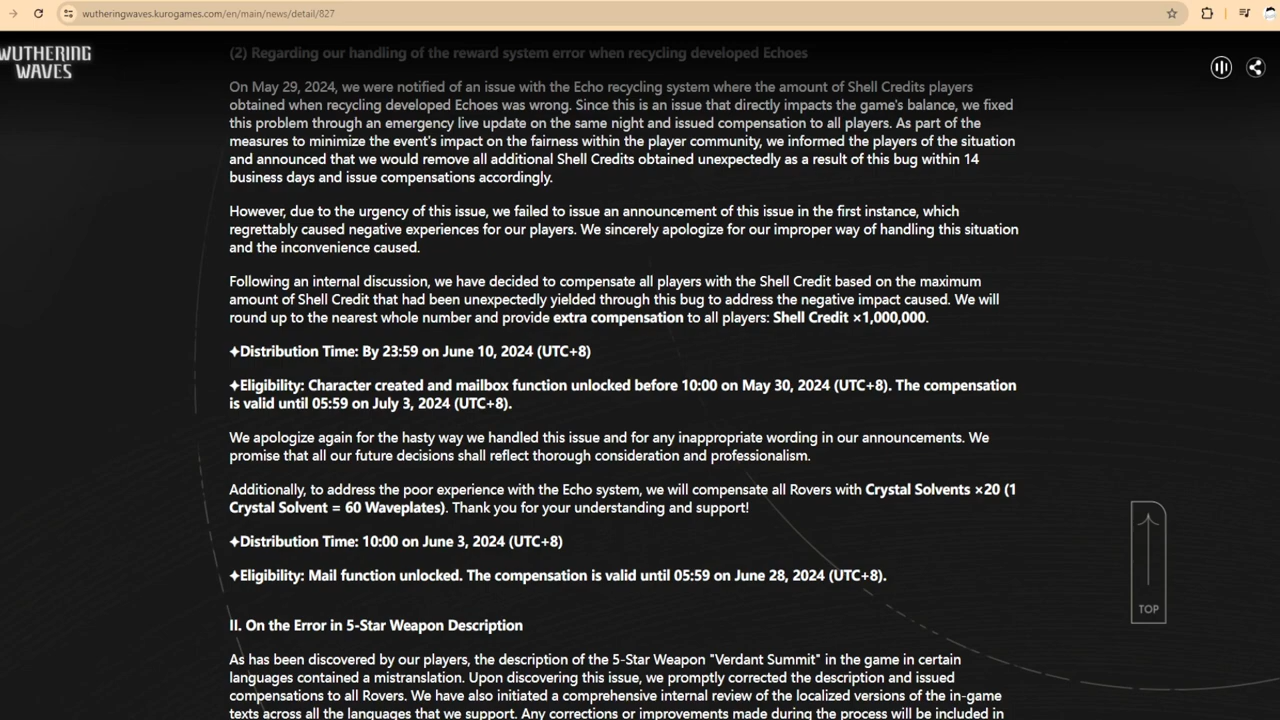 wutheringwaves.kurogames.com/en/main/news/detail/827
WUTHERING
WAVES
(2) Regarding our handling of the reward system error when recycling developed Echoes
On May 29, 2024, we were notified of an issue with the Echo recycling system where the amount of Shell Credits players
obtained when recycling developed Echoes was wrong. Since this is an issue that directly impacts the game's balance, we fixed
this problem through an emergency live update on the same night and issued compensation to all players. As part of the
measures to minimize the event's impact on the fairness within the player community, we informed the players of the situation
and announced that we would remove all additional Shell Credits obtained unexpectedly as a result of this bug within 14
business days and issue compensations accordingly.
However, due to the urgency of this issue, we failed to issue an announcement of this issue in the first instance, which
regrettably caused negative experiences for our players. We sincerely apologize for our improper way of handling this situation
and the inconvenience caused.
Following an internal discussion, we have decided to compensate all players with the Shell Credit based on the maximum
amount of Shell Credit that had been unexpectedly yielded through this bug to address the negative impact caused. We will
round up to the nearest whole number and provide extra compensation to all players: Shell Credit ×1,000,000.
✦Distribution Time: By 23:59 on June 10, 2024 (UTC+8)
✦Eligibility: Character created and mailbox function unlocked before 10:00 on May 30, 2024 (UTC+8). The compensation
is valid until 05:59 on July 3, 2024 (UTC+8).
We apologize again for the hasty way we handled this issue and for any inappropriate wording in our announcements. We
promise that all our future decisions shall reflect thorough consideration and professionalism.
Additionally, to address the poor experience with the Echo system, we will compensate all Rovers with Crystal Solvents ×20 (1
Crystal Solvent = 60 Waveplates). Thank you for your understanding and support!
✦Distribution Time: 10:00 on June 3, 2024 (UTC+8)
✦Eligibility: Mail function unlocked. The compensation is valid until 05:59 on June 28, 2024 (UTC+8).
TOP
II. On the Error in 5-Star Weapon Description
As has been discovered by our players, the description of the 5-Star Weapon "Verdant Summit" in the game in certain
languages contained a mistranslation. Upon discovering this issue, we promptly corrected the description and issued
compensations to all Rovers. We have also initiated a comprehensive internal review of the localized versions of the in-game
texts across all the languages that we support. Any corrections or improvements made during the process will be included in